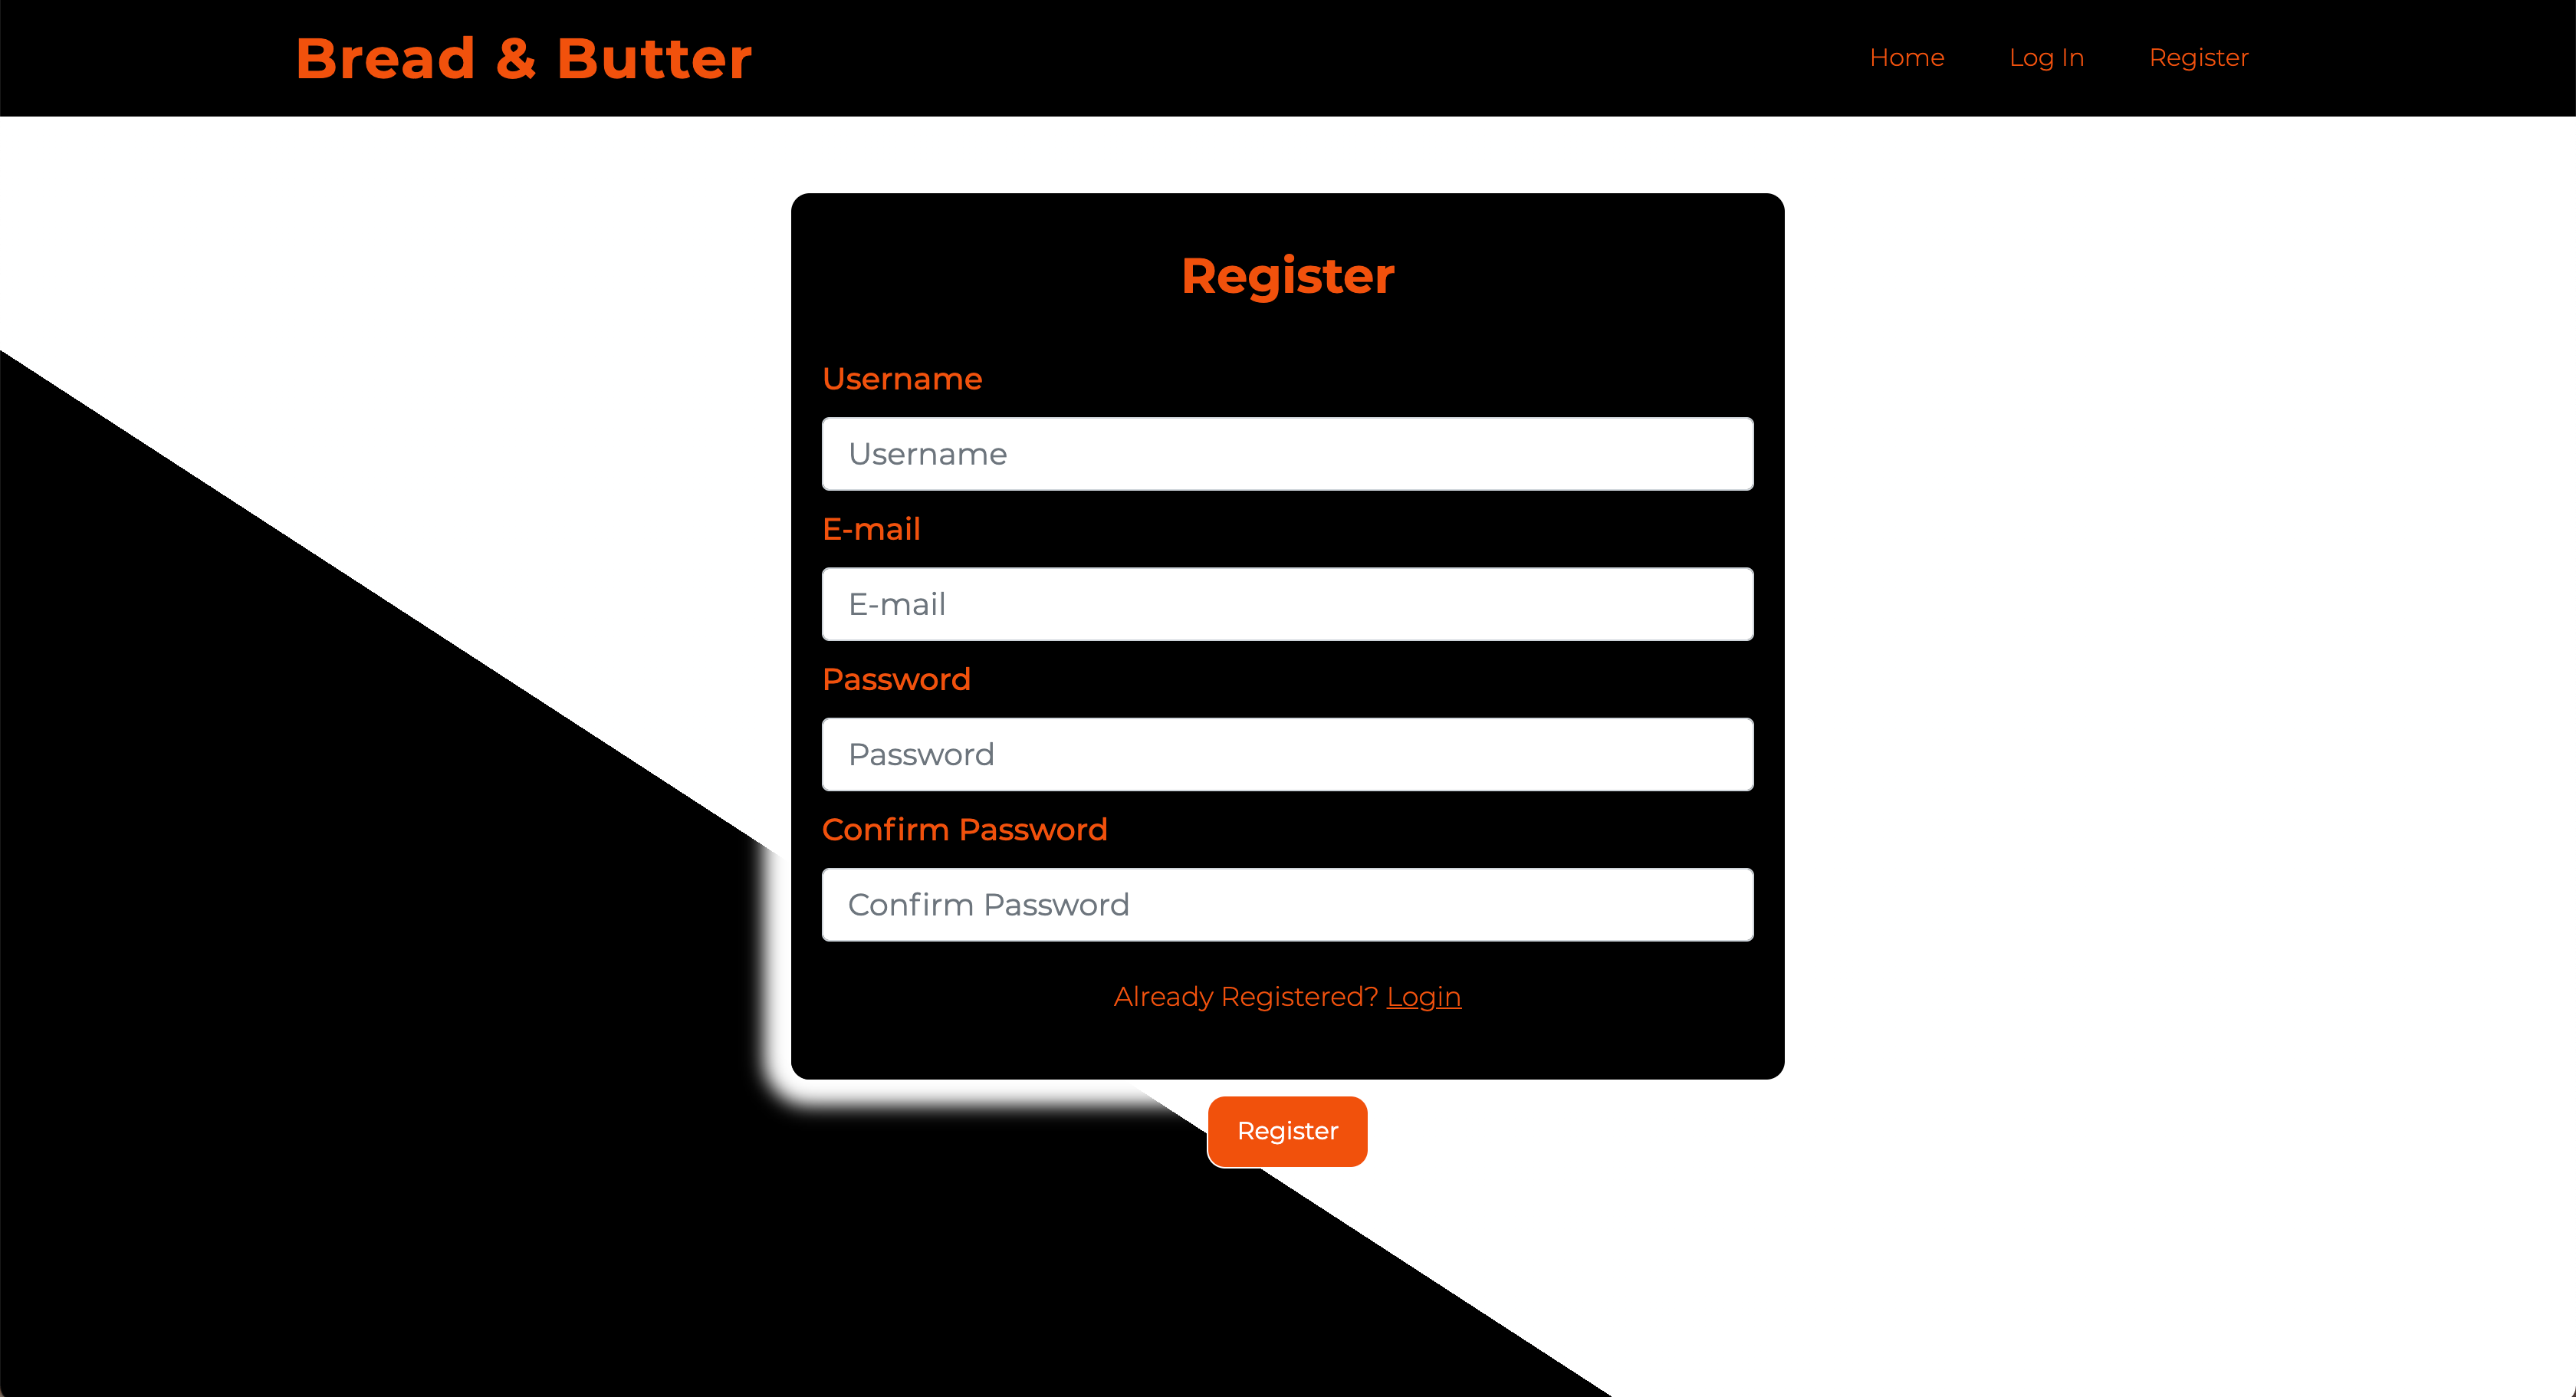 Bread & Butter
Home Log In Register
Register
Username
Username
E-mail
E-mail
Password
Password
Confirm Password
Confirm Password
Already Registered? Login
Register